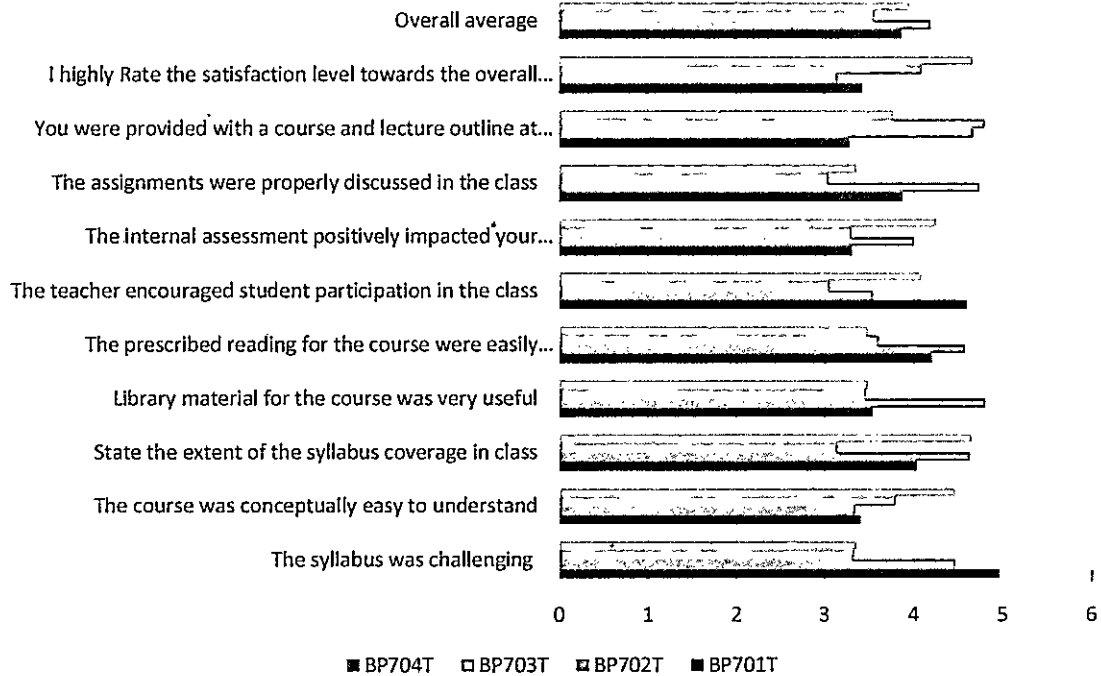 Overall average
I highly Rate the satisfaction level towards the overall...
You were provided with a course and lecture outline at...
The assignments were properly discussed in the class
The internal assessment positively impacted your...
The teacher encouraged student participation in the class
The prescribed reading for the course were easily...
Library material for the course was very useful
State the extent of the syllabus coverage in class
The course was conceptually easy to understand
The syllabus was challenging
0 1 2 3 4 5 6
BP704T BP703T BP702T BP701T